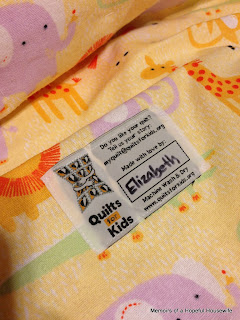 Do you like your quilt?
Tell us your story:
myquilt@quiltsforkids.org
Made with love by:
Elizabeth
Machine Wash & Dry
www.quiltsforkids.org
Quilts
for
Kids
Memoirs of a Hopeful Housewife